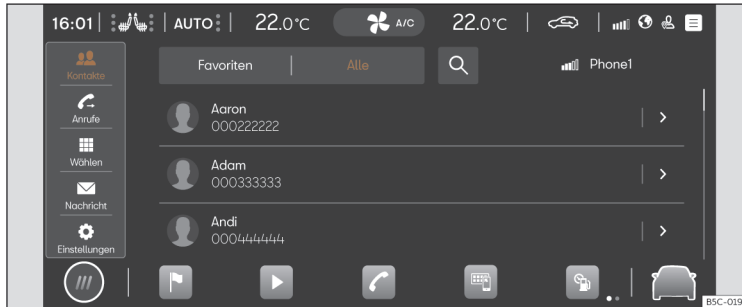 16:01 AUTO 22.0°C A/C 22.0°C
Kontakte
Anrufe
Wählen
Nachricht
Einstellungen
Favoriten Alle Phone1
Aaron
000222222
Adam
000333333
Andi
000444444
B5C-019